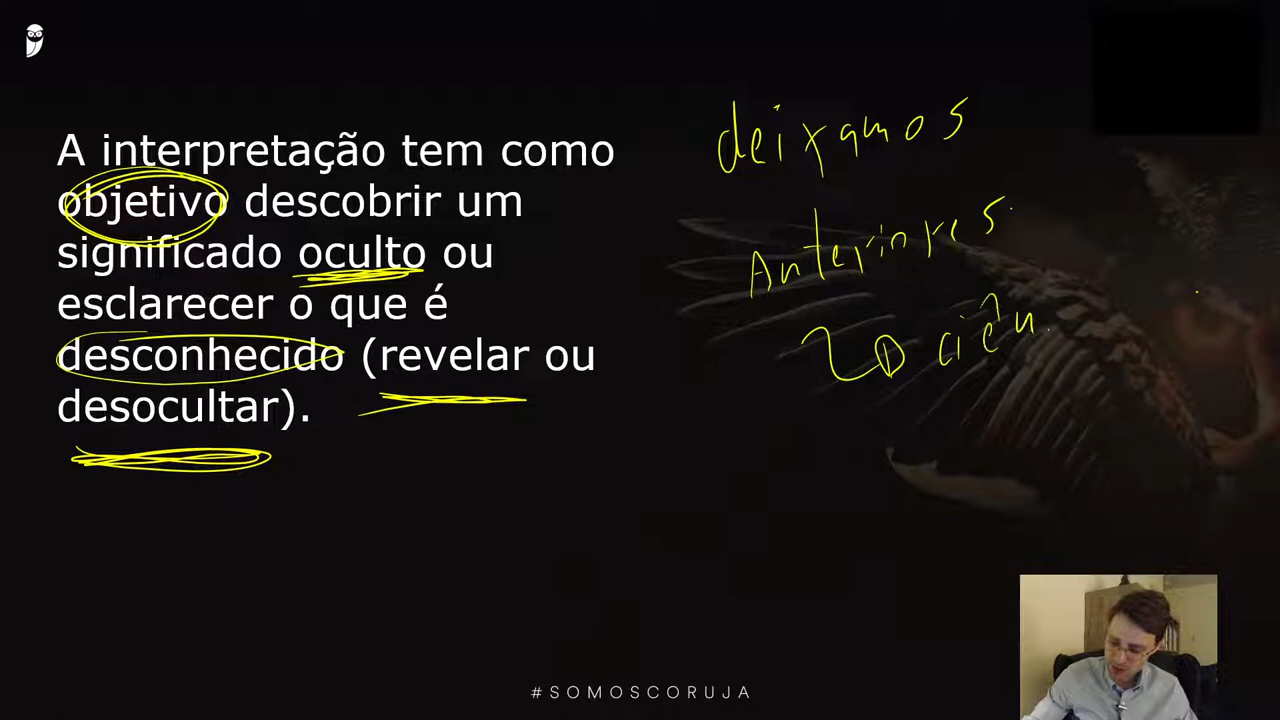 A interpretação tem como
objetivo descobrir um
significado oculto ou
esclarecer o que é
desconhecido (revelar ou
desocultar).
deixamos
Anteriores
#SOMOSCORUJA